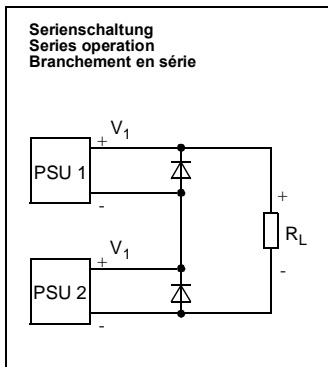 Serienschaltung
Series operation
Branchement en série
+ V₁
PSU 1
-
+
R_L
-
+ V₁
PSU 2
-